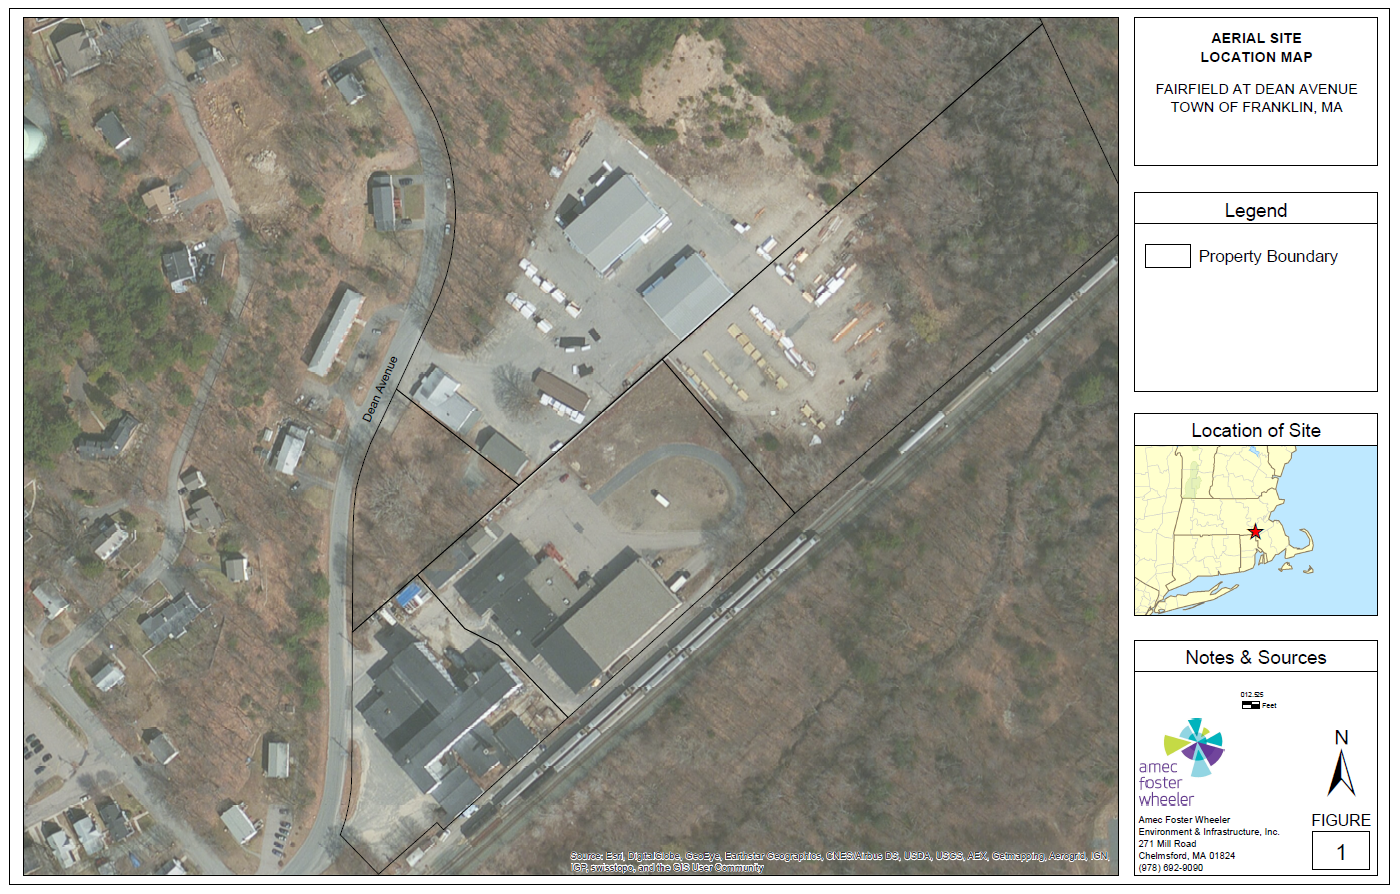 AERIAL SITE
LOCATION MAP
FAIRFIELD AT DEAN AVENUE
TOWN OF FRANKLIN, MA
Legend
Property Boundary
Dean Avenue
Location of Site
Notes & Sources
012.525
Feet
N
amec
foster
wheeler
Amec Foster Wheeler
Environment & Infrastructure, Inc.
271 Mill Road
Chelmsford, MA 01824
(978) 692-9090
FIGURE
1
Source: Esri, DigitalGlobe, GeoEye, Earthstar Geographics, CNES/Airbus DS, USDA, USGS, AEX, Getmapping, Aerogrid, IGN,
IGP, swisstopo, and the GIS User Community